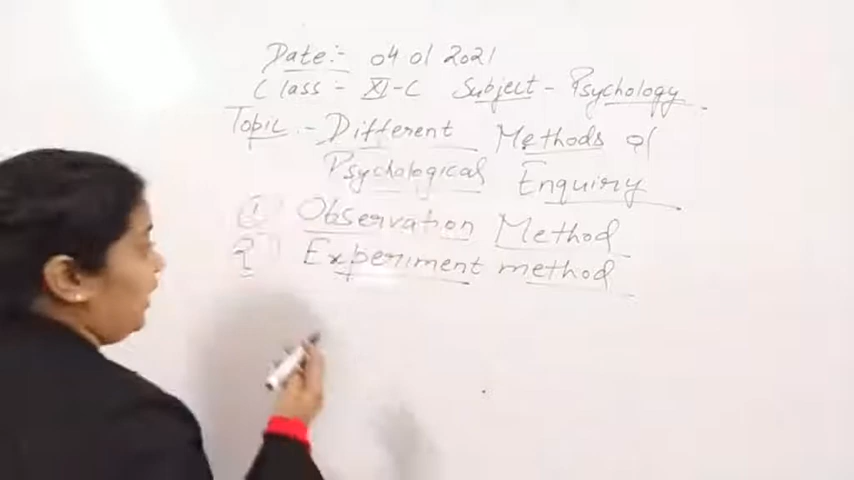 Date:- 04 01 2021
Class:- XI-C Subject- Psychology
Topic:- Different Methods of
Psychological Enquiry
① Observation Method
2 Experiment method